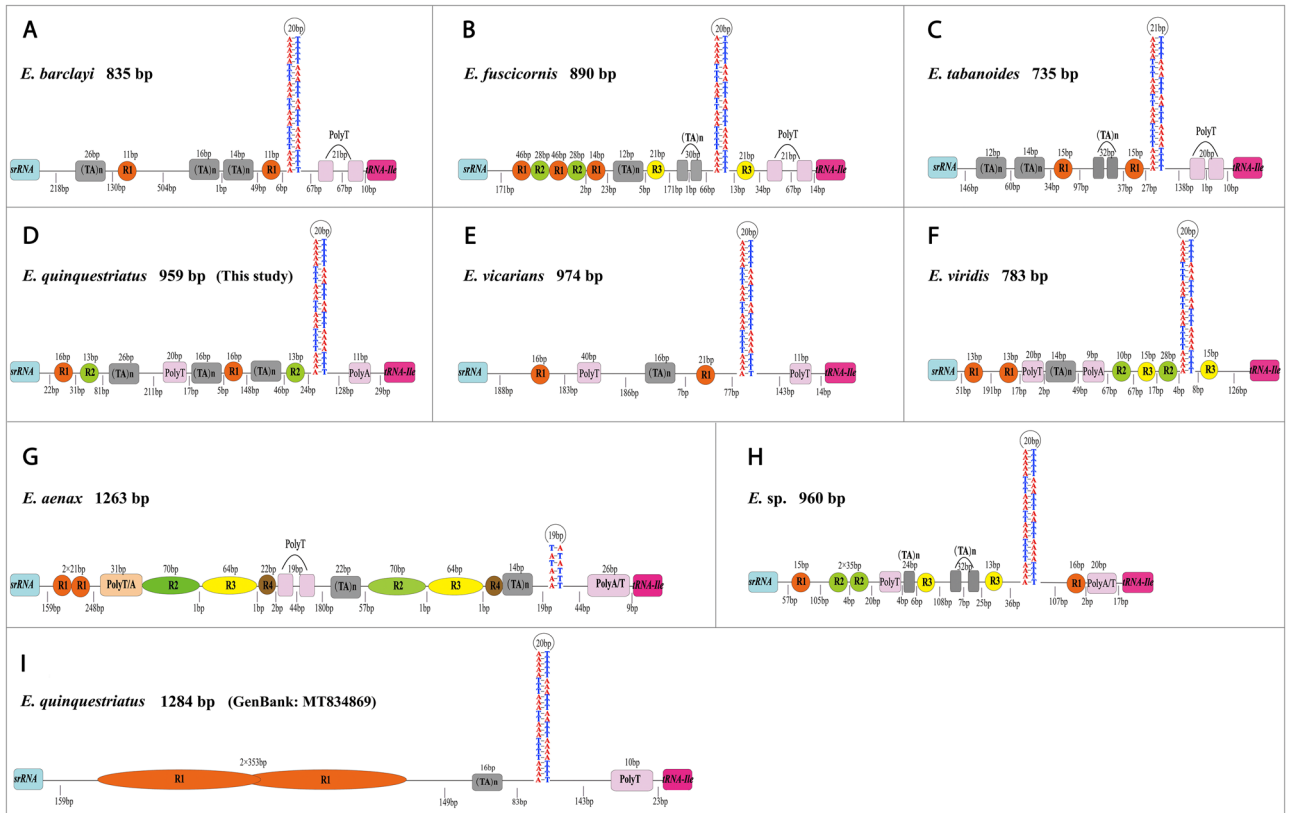 A
E. barclayi 835 bp
20bp
PolyT
26bp 11bp 16bp 14bp 11bp 21bp
srRNA (TA)n R1 (TA)n (TA)n R1 tRNA-Ile
218bp 130bp 304bp 1bp 49bp 6bp 67bp 67bp 10bp
B
E. fuscicornis 890 bp
20bp
(TA)n PolyT
46bp 28bp 46bp 28bp 14bp 12bp 21bp 30bp 21bp 21bp
srRNA R1 R2 R1 R2 R1 (TA)n R3 R3 tRNA-Ile
171bp 2bp 23bp 5bp 171bp 1bp 66bp 13bp 34bp 67bp 14bp
C
E. tabanoides 735 bp
21bp
(TA)n PolyT
12bp 14bp 15bp 32bp 15bp 20bp
srRNA (TA)n (TA)n R1 R1 tRNA-Ile
146bp 60bp 34bp 97bp 37bp 27bp 138bp 1bp 10bp
D
E. quinquestriatus 959 bp (This study)
20bp
16bp 13bp 26bp 20bp 16bp 16bp 13bp 11bp
srRNA R1 R2 (TA)n PolyT (TA)n R1 (TA)n R2 PolyA tRNA-Ile
22bp 31bp 81bp 211bp 17bp 5bp 148bp 46bp 24bp 128bp 29bp
E
E. vicarians 974 bp
20bp
16bp 40bp 16bp 21bp 11bp
srRNA R1 PolyT (TA)n R1 PolyT tRNA-Ile
188bp 183bp 186bp 7bp 77bp 143bp 14bp
F
E. viridis 783 bp
20bp
13bp 13bp 20bp 14bp 9bp 10bp 15bp 28bp 15bp
srRNA R1 R1 PolyT (TA)n PolyA R2 R3 R2 R3 tRNA-Ile
51bp 191bp 17bp 2bp 49bp 67bp 67bp 17bp 4bp 8bp 126bp
G
E. aenax 1263 bp
19bp
PolyT
2×21bp 31bp 70bp 64bp 22bp 19bp 22bp 70bp 64bp 14bp 26bp
srRNA R1 R1 PolyT/A R2 R3 R4 (TA)n R2 R3 R4 (TA)n PolyA/T tRNA-Ile
159bp 248bp 1bp 1bp 2bp 44bp 180bp 57bp 1bp 1bp 19bp 44bp 9bp
H
E. sp. 960 bp
20bp
(TA)n (TA)n
15bp 2×35bp 24bp 32bp 13bp 16bp 20bp
srRNA R1 R2 R2 PolyT R3 R3 R1 PolyA/T tRNA-Ile
57bp 105bp 4bp 20bp 4bp 6bp 108bp 7bp 25bp 36bp 107bp 2bp 17bp
I
E. quinquestriatus 1284 bp (GenBank: MT834869)
20bp
2×353bp 16bp 10bp
srRNA R1 R1 (TA)n PolyT tRNA-Ile
159bp 149bp 83bp 143bp 23bp